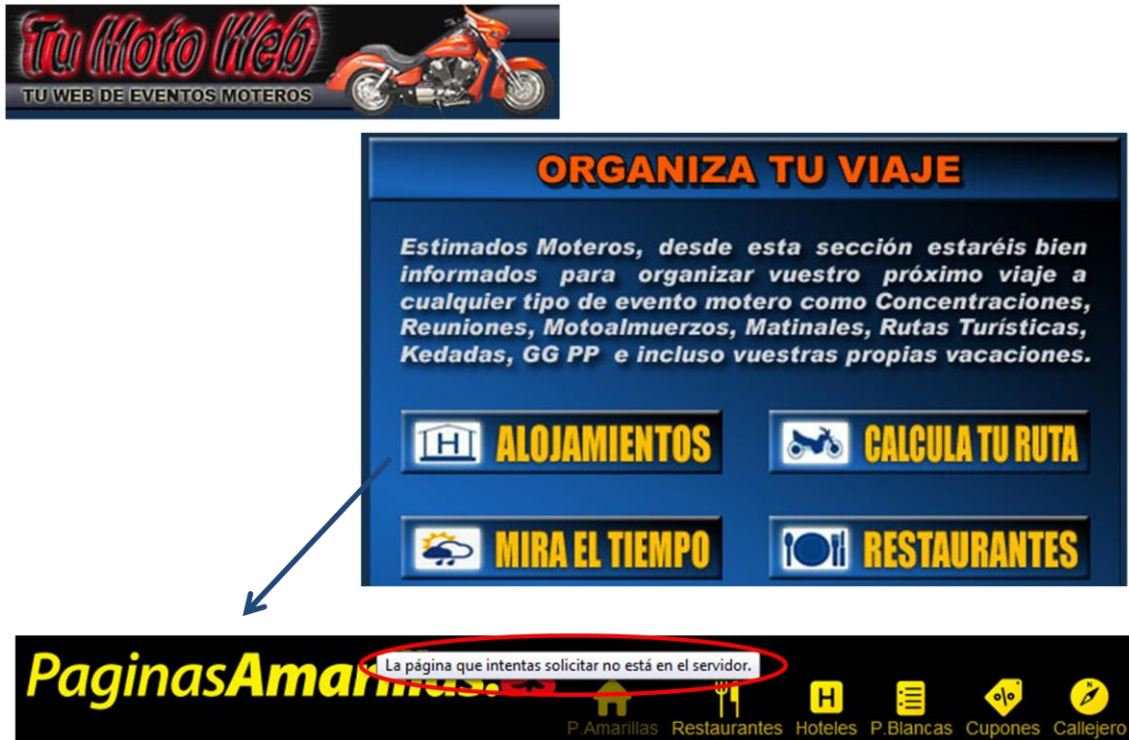 Tu Moto Web
TU WEB DE EVENTOS MOTEROS
ORGANIZA TU VIAJE
Estimados Moteros, desde esta sección estaréis bien
informados para organizar vuestro próximo viaje a
cualquier tipo de evento motero como Concentraciones,
Reuniones, Motoalmuerzos, Matinales, Rutas Turísticas,
Kedadas, GG PP e incluso vuestras propias vacaciones.
H ALOJAMIENTOS
CALCULA TU RUTA
MIRA EL TIEMPO
RESTAURANTES
La página que intentas solicitar no está en el servidor.
PaginasAmarillas.es
H
P.Amarillas Restaurantes Hoteles P.Blancas Cupones Callejero